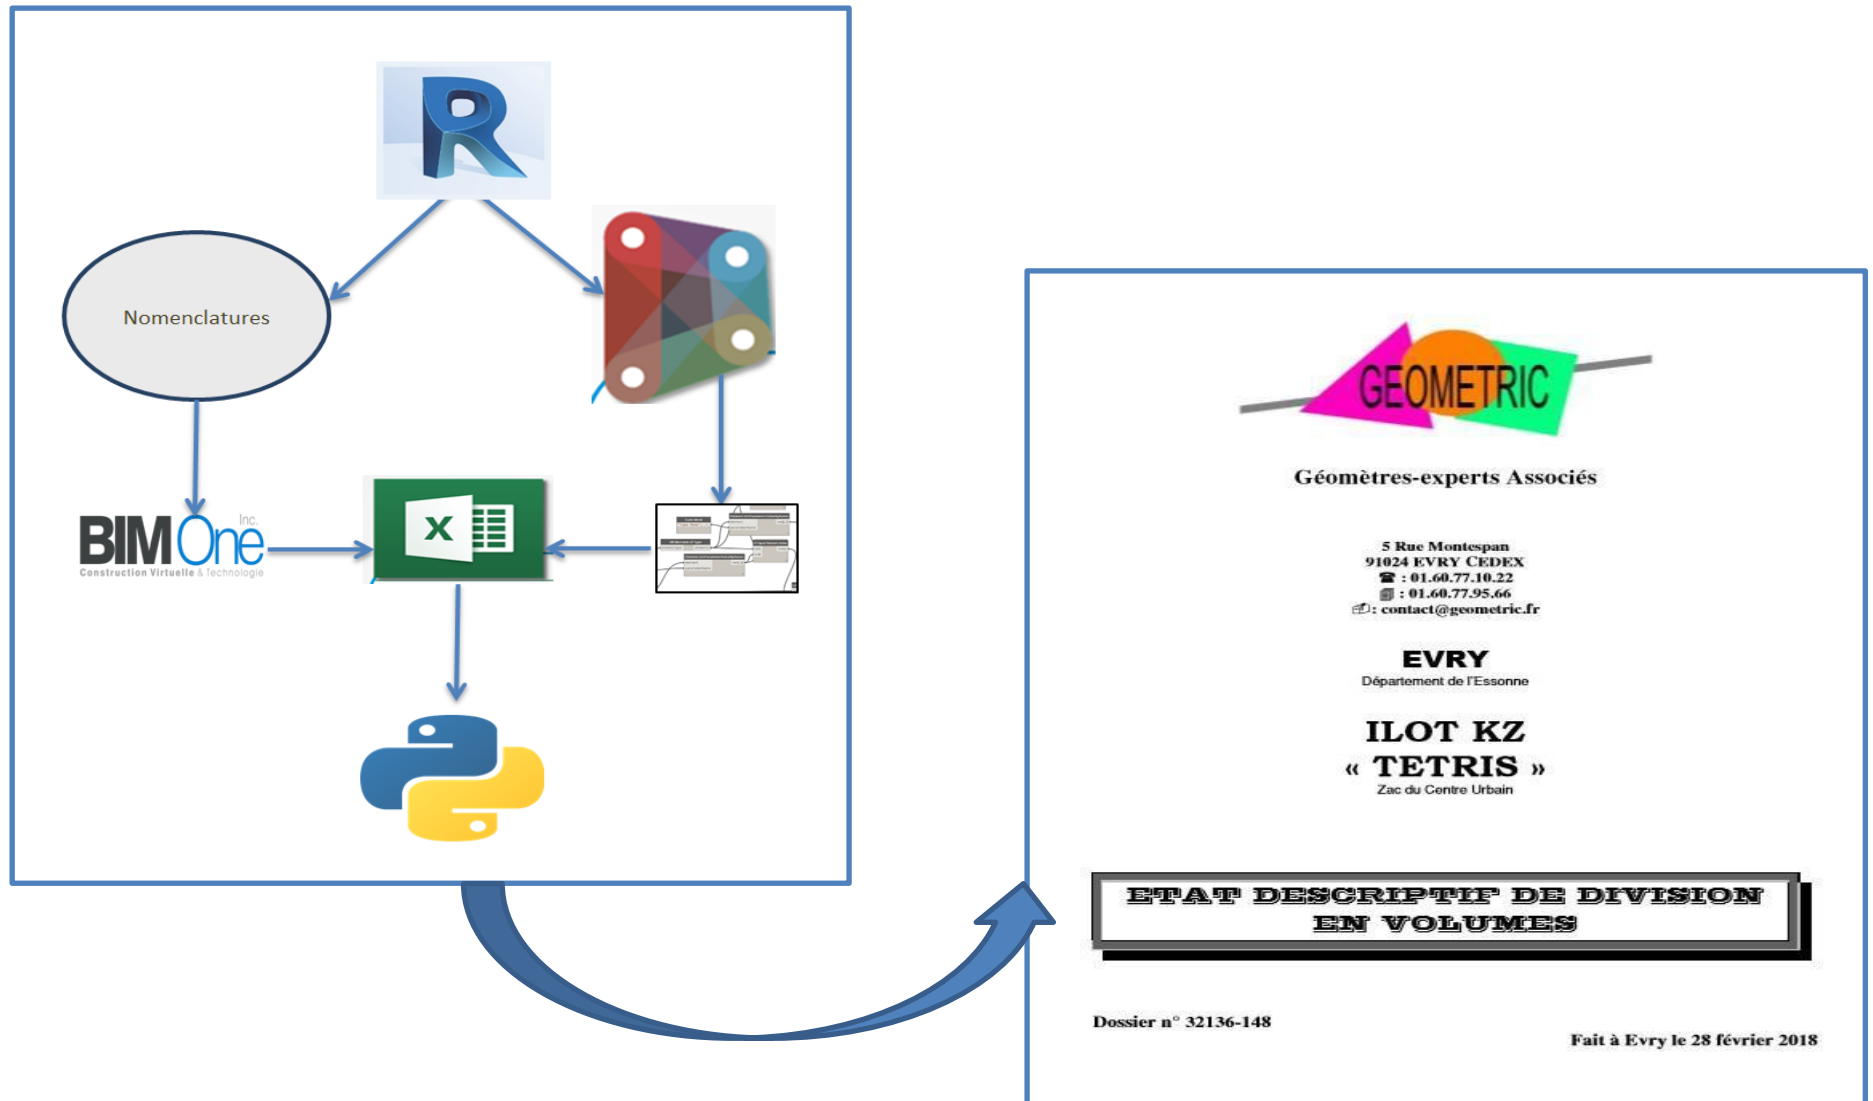 Nomenclatures
BIMOne Inc.
Construction Virtuelle & Technologie
X
GEOMETRIC
Géomètres-experts Associés
5 Rue Montespan
91024 EVRY CEDEX
☎ : 01.60.77.10.22
: 01.60.77.95.66
: contact@geometric.fr
EVRY
Département de l'Essonne
ILOT KZ
« TETRIS »
Zac du Centre Urbain
ETAT DESCRIPTIF DE DIVISION
EN VOLUMES
Dossier n° 32136-148
Fait à Evry le 28 février 2018